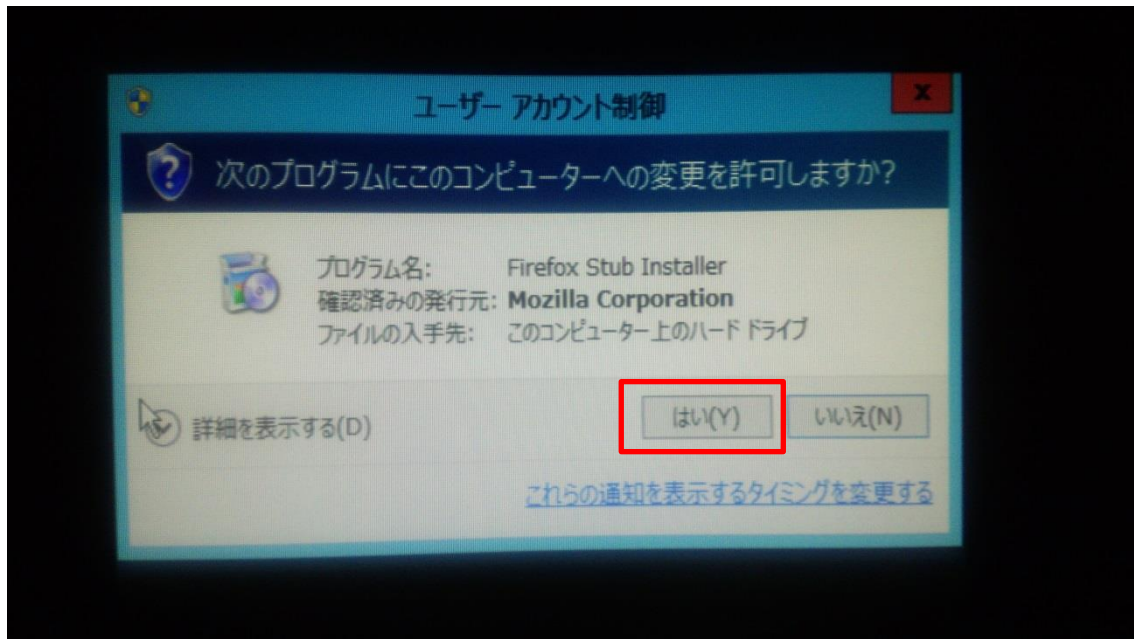 ユーザー アカウント制御
次のプログラムにこのコンピューターへの変更を許可しますか?
プログラム名: Firefox Stub Installer
確認済みの発行元: Mozilla Corporation
ファイルの入手先: このコンピューター上のハード ドライブ
詳細を表示する(D)
はい(Y)
いいえ(N)
これらの通知を表示するタイミングを変更する